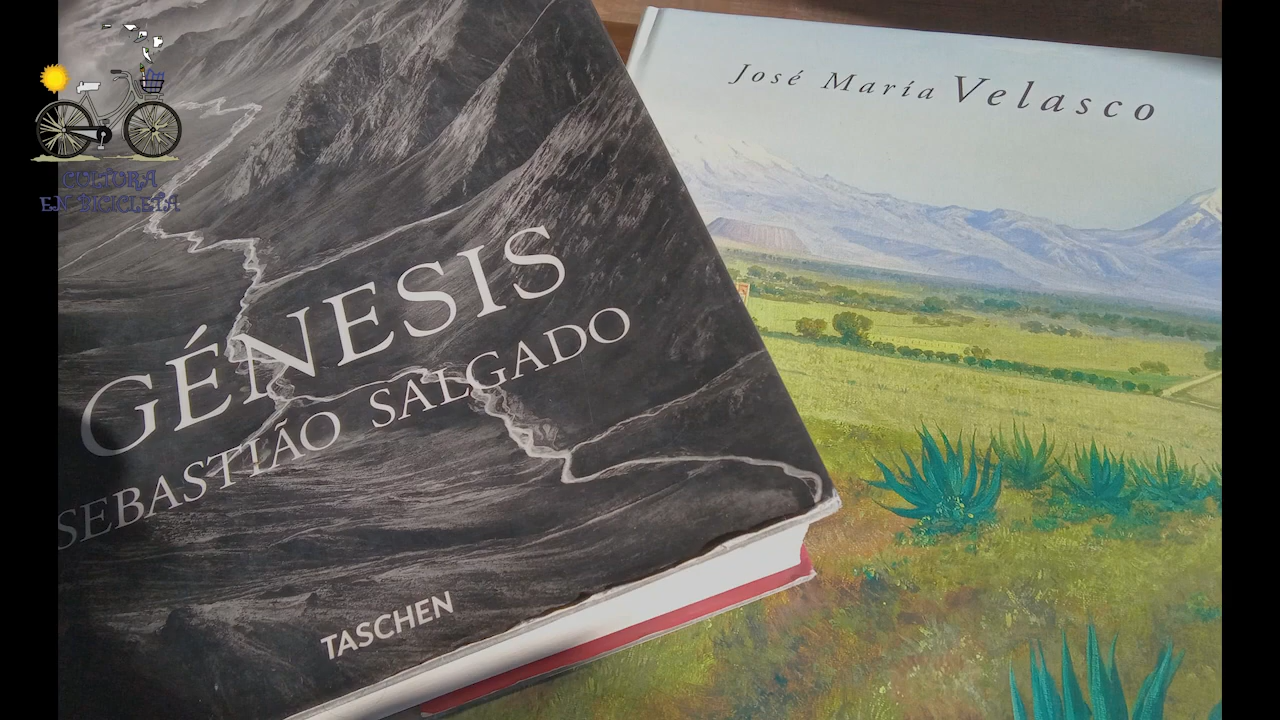 CULTURA
EN BICICLETA
José María Velasco
GÉNESIS
SEBASTIÃO SALGADO
TASCHEN